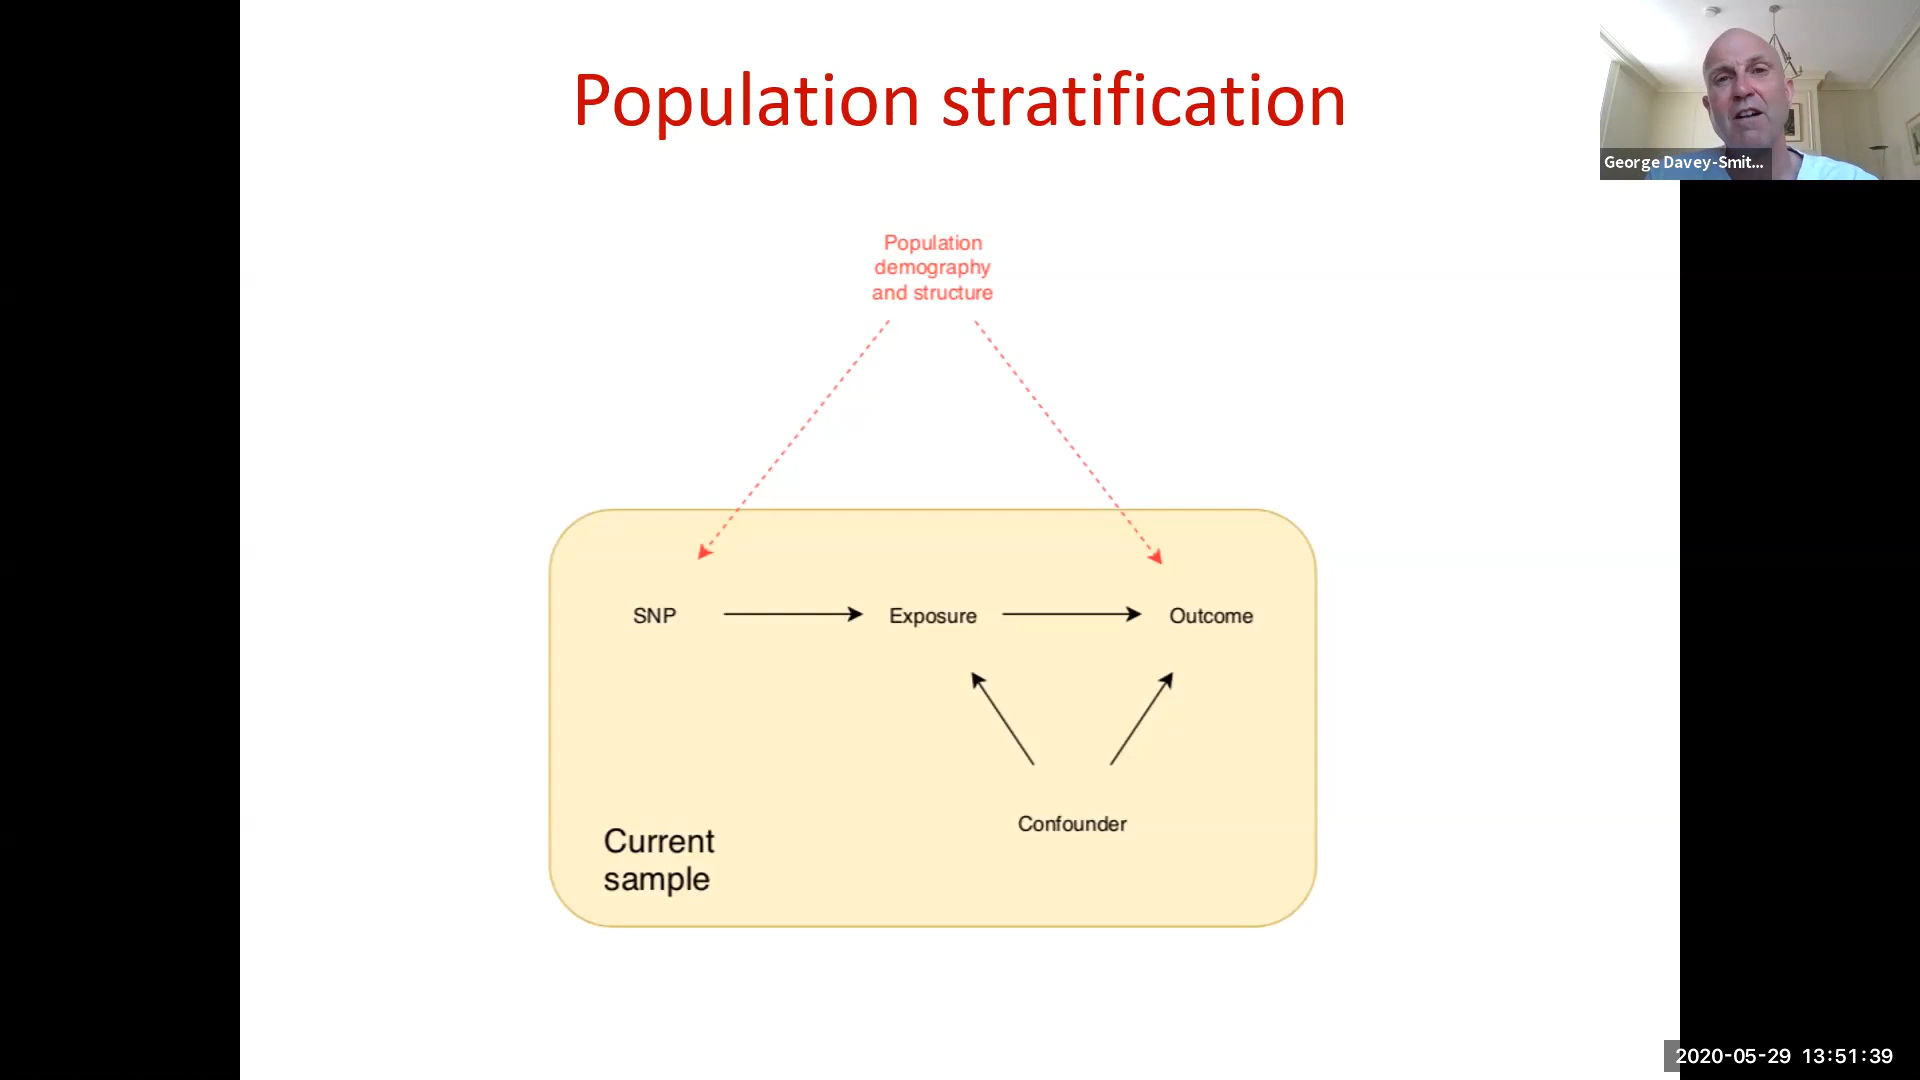 Population stratification
George Davey-Smit...
Population
demography
and structure
SNP
Exposure
Outcome
Confounder
Current
sample
2020-05-29 13:51:39